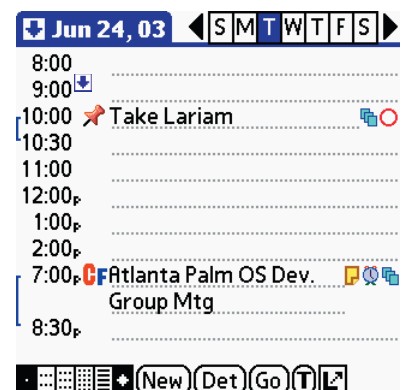 Jun 24, 03 S M T W T F S
8:00
9:00
10:00 Take Lariam
10:30
11:00
12:00P
1:00P
2:00P
7:00P CF Atlanta Palm OS Dev.
Group Mtg
8:30P
New Det Go T